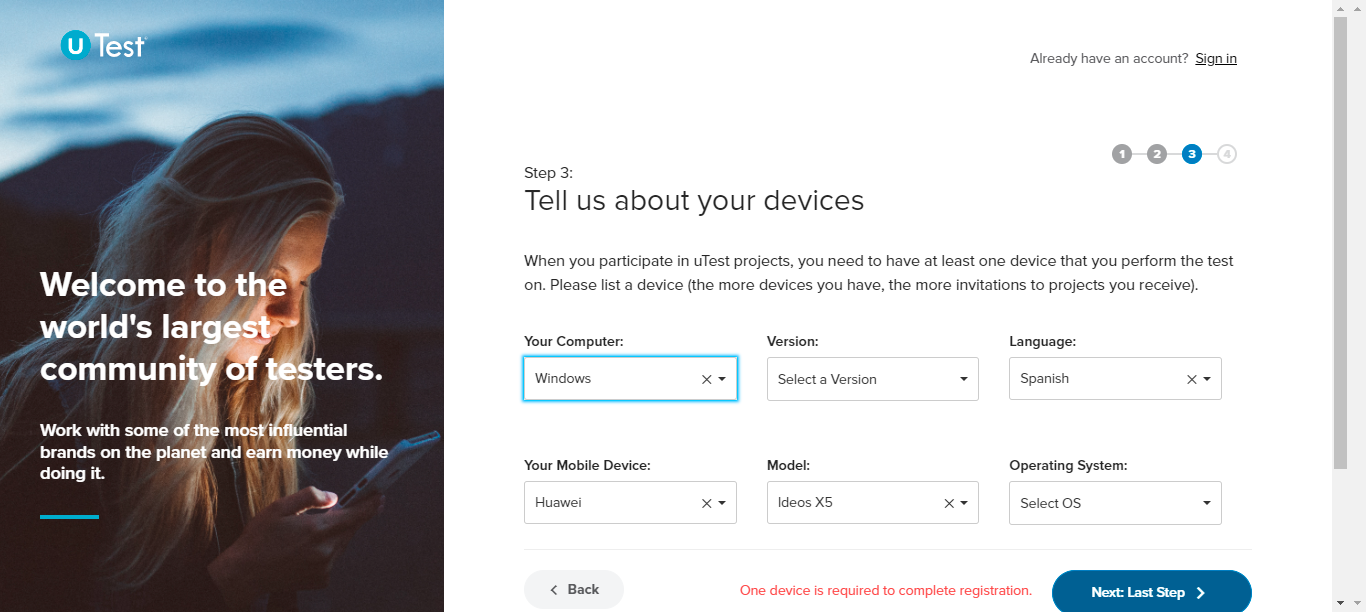 uTest
Already have an account? Sign in
1 2 3 4
Step 3:
Tell us about your devices
Welcome to the
world's largest
community of testers.
Work with some of the most influential
brands on the planet and earn money while
doing it.
When you participate in uTest projects, you need to have at least one device that you perform the test
on. Please list a device (the more devices you have, the more invitations to projects you receive).
Your Computer: Version: Language:
Windows Select a Version Spanish
Your Mobile Device: Model: Operating System:
Huawei Ideos X5 Select OS
Back One device is required to complete registration. Next: Last Step